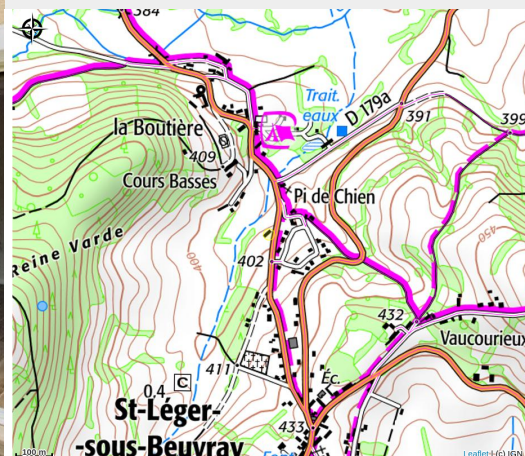 384
Trait.
eaux
D 179a
391
399
la Boutière
409
Cours Basses
Pi de Chien
Reine Varde
450
400
402
432
Vaucourieux
411
Éc.
0.4
C
St-Léger-
-sous-Beuvray
433
100 m
Leaflet | (c) IGN